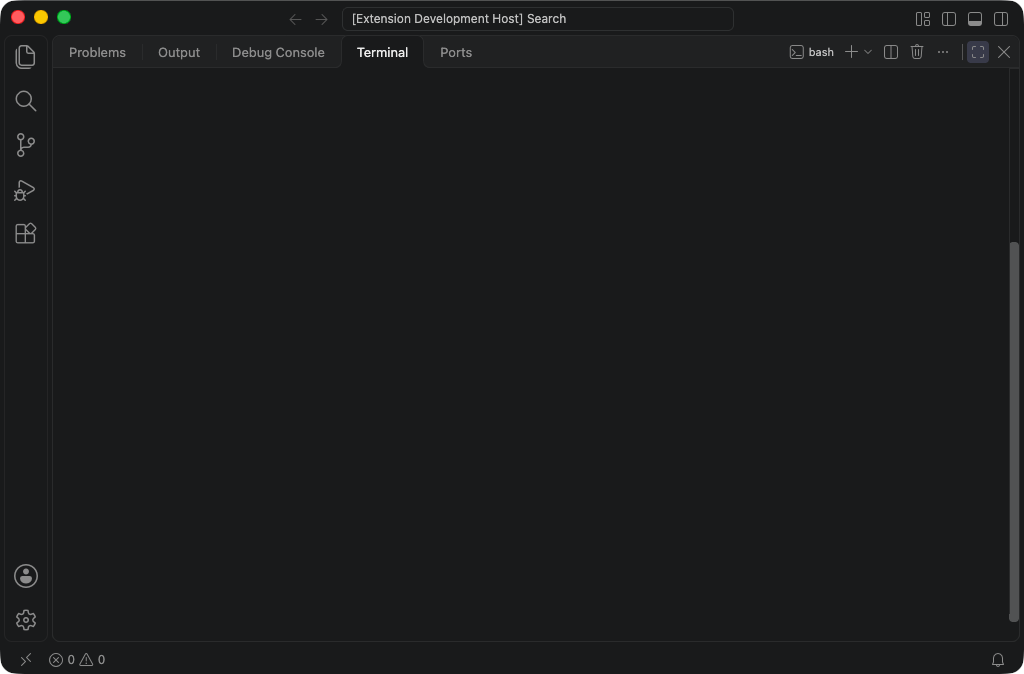 [Extension Development Host] Search
Problems
Output
Debug Console
Terminal
Ports
bash
0
0